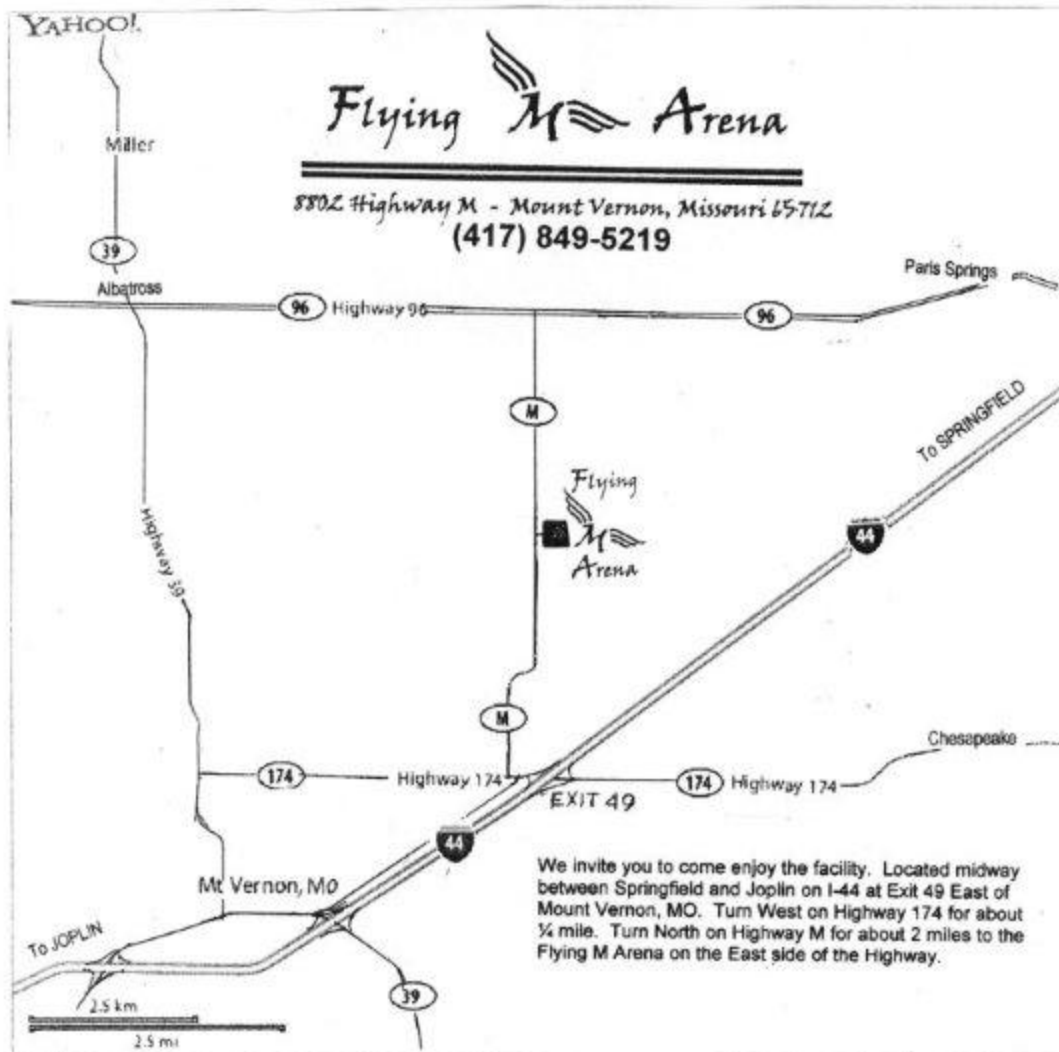 YAHOO!
Flying M Arena
8802 Highway M - Mount Vernon, Missouri 65712
(417) 849-5219
Miller
39
Albatross
96 Highway 96
96
Paris Springs
M
To SPRINGFIELD
Flying
M
Arena
44
Highway 39
M
Chesapeake
174 Highway 174
174 Highway 174
EXIT 49
44
Mt Vernon, MO
To JOPLIN
39
We invite you to come enjoy the facility. Located midway
between Springfield and Joplin on I-44 at Exit 49 East of
Mount Vernon, MO. Turn West on Highway 174 for about
¼ mile. Turn North on Highway M for about 2 miles to the
Flying M Arena on the East side of the Highway.
2.5 km
2.5 mi